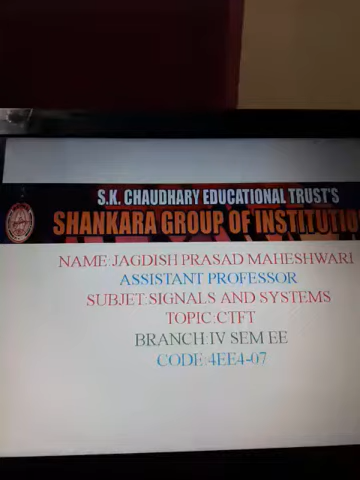 S.K. CHAUDHARY EDUCATIONAL TRUST'S
SHANKARA GROUP OF INSTITUTIO
NAME:JAGDISH PRASAD MAHESHWARI
ASSISTANT PROFESSOR
SUBJET:SIGNALS AND SYSTEMS
TOPIC:CTFT
BRANCH:IV SEM EE
CODE:4EE4-07